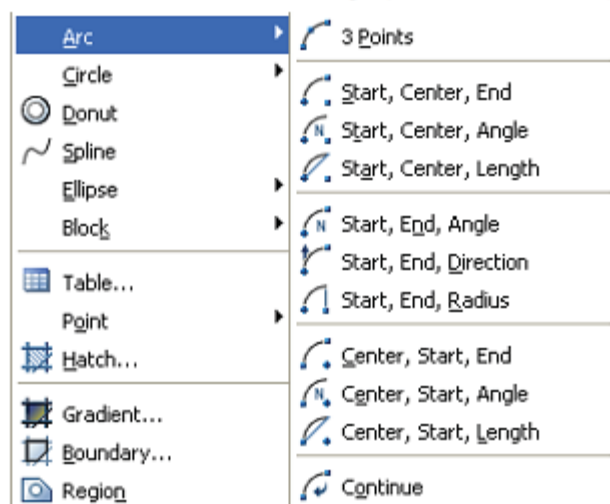 Arc
Circle
Donut
Spline
Ellipse
Block
Table...
Point
Hatch...
Gradient...
Boundary...
Region
3 Points
Start, Center, End
Start, Center, Angle
Start, Center, Length
Start, End, Angle
Start, End, Direction
Start, End, Radius
Center, Start, End
Center, Start, Angle
Center, Start, Length
Continue